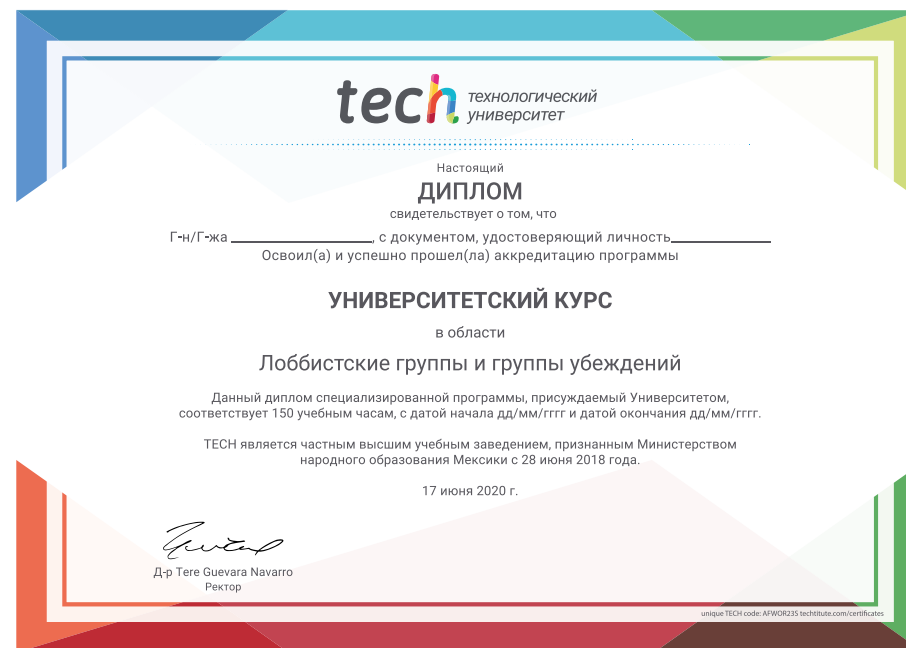 tech технологический университет
Настоящий
ДИПЛОМ
свидетельствует о том, что
Г-н/Г-жа ____________________, с документом, удостоверяющий личность______________
Освоил(а) и успешно прошел(ла) аккредитацию программы
УНИВЕРСИТЕТСКИЙ КУРС
в области
Лоббистские группы и группы убеждений
Данный диплом специализированной программы, присуждаемый Университетом,
соответствует 150 учебным часам, с датой начала дд/мм/гггг и датой окончания дд/мм/гггг.
TECH является частным высшим учебным заведением, признанным Министерством
народного образования Мексики с 28 июня 2018 года.
17 июня 2020 г.
Д-р Tere Guevara Navarro
Ректор
unique TECH code: AFWOR23S techtitute.com/certificates